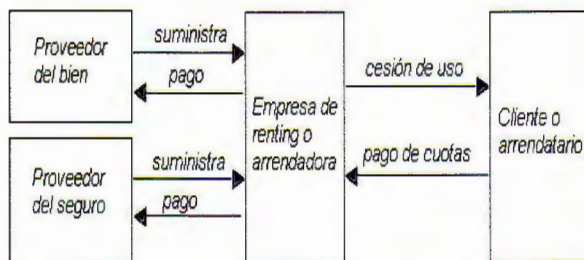 Proveedor
del bien
suministra
pago
Proveedor
del seguro
suministra
pago
Empresa de
renting o
arrendadora
cesión de uso
pago de cuotas
Cliente o
arrendatario